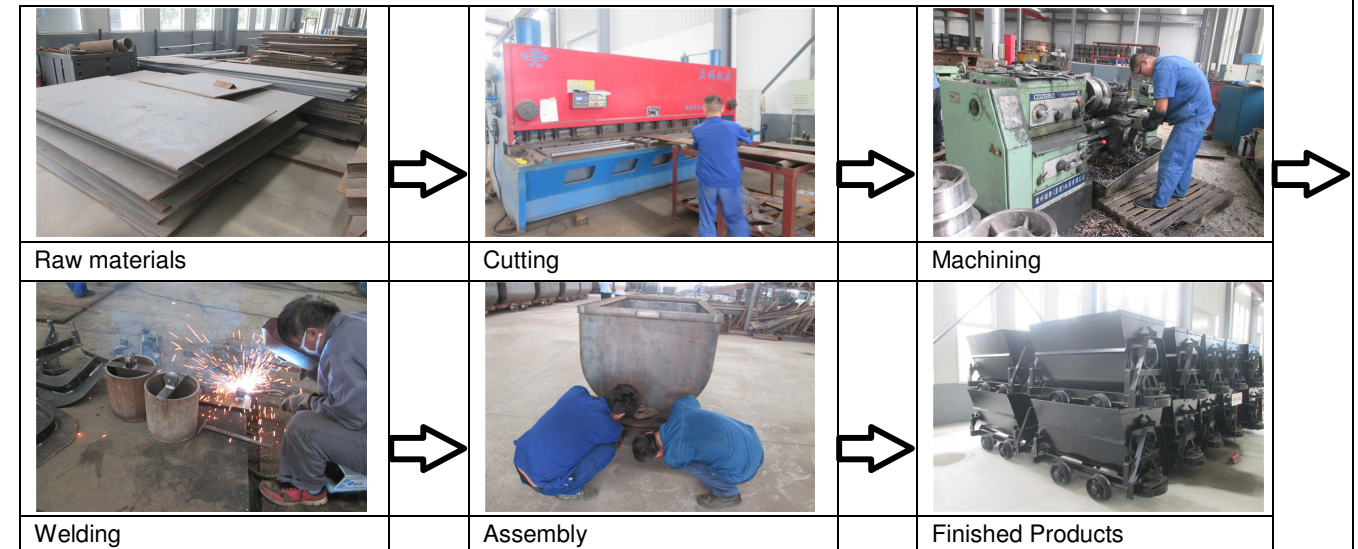 Raw materials
Cutting
Machining
Welding
Assembly
Finished Products